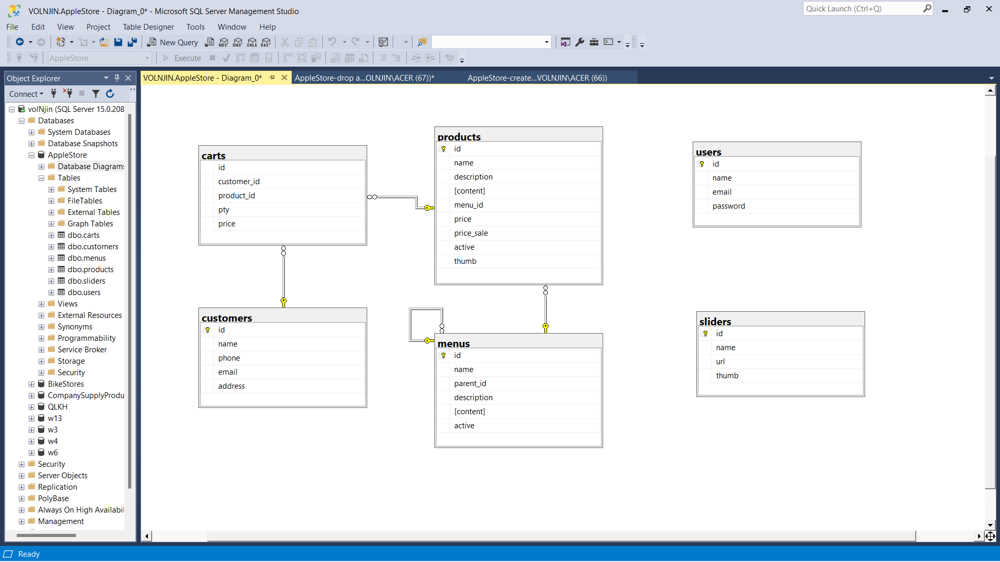 VOLNJIN.AppleStore - Diagram_0* - Microsoft SQL Server Management Studio
Quick Launch (Ctrl+Q)
File Edit View Project Table Designer Tools Window Help
New Query
MDX DMX XMLA DAX
AppleStore
Execute
Object Explorer
Connect
volNjin (SQL Server 15.0.208
Databases
System Databases
Database Snapshots
AppleStore
Database Diagrams
Tables
System Tables
FileTables
External Tables
Graph Tables
dbo.carts
dbo.customers
dbo.menus
dbo.products
dbo.sliders
dbo.users
Views
External Resources
Synonyms
Programmability
Service Broker
Storage
Security
BikeStores
CompanySupplyProdu
QLKH
w13
w3
w4
w6
Security
Server Objects
Replication
PolyBase
Always On High Availabil
Management
VOLNJIN.AppleStore - Diagram_0*
AppleStore-drop a...OLNJIN\ACER (67))*
AppleStore-create...VOLNJIN\ACER (66))
carts
id
customer_id
product_id
pty
price
customers
id
name
phone
email
address
products
id
name
description
[content]
menu_id
price
price_sale
active
thumb
menus
id
name
parent_id
description
[content]
active
users
id
name
email
password
sliders
id
name
url
thumb
Ready